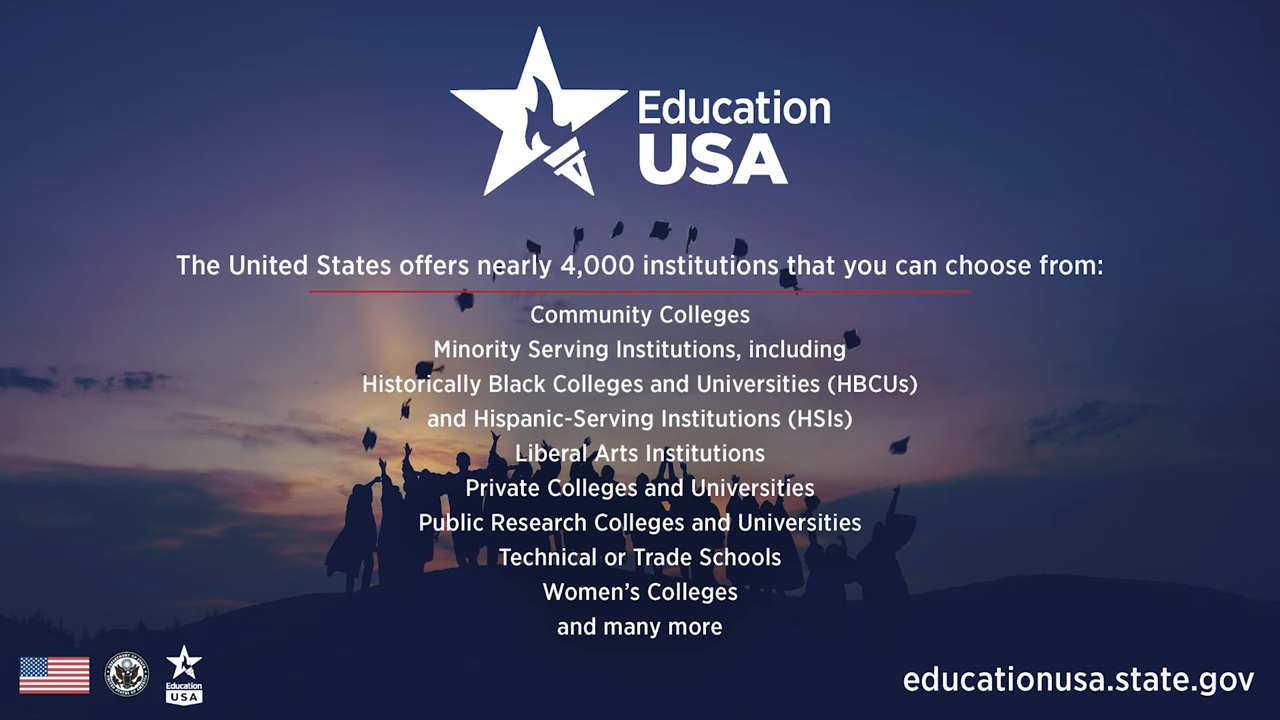 Education
USA
The United States offers nearly 4,000 institutions that you can choose from:
Community Colleges
Minority Serving Institutions, including
Historically Black Colleges and Universities (HBCUs)
and Hispanic-Serving Institutions (HSIs)
Liberal Arts Institutions
Private Colleges and Universities
Public Research Colleges and Universities
Technical or Trade Schools
Women’s Colleges
and many more
Education
USA
educationusa.state.gov